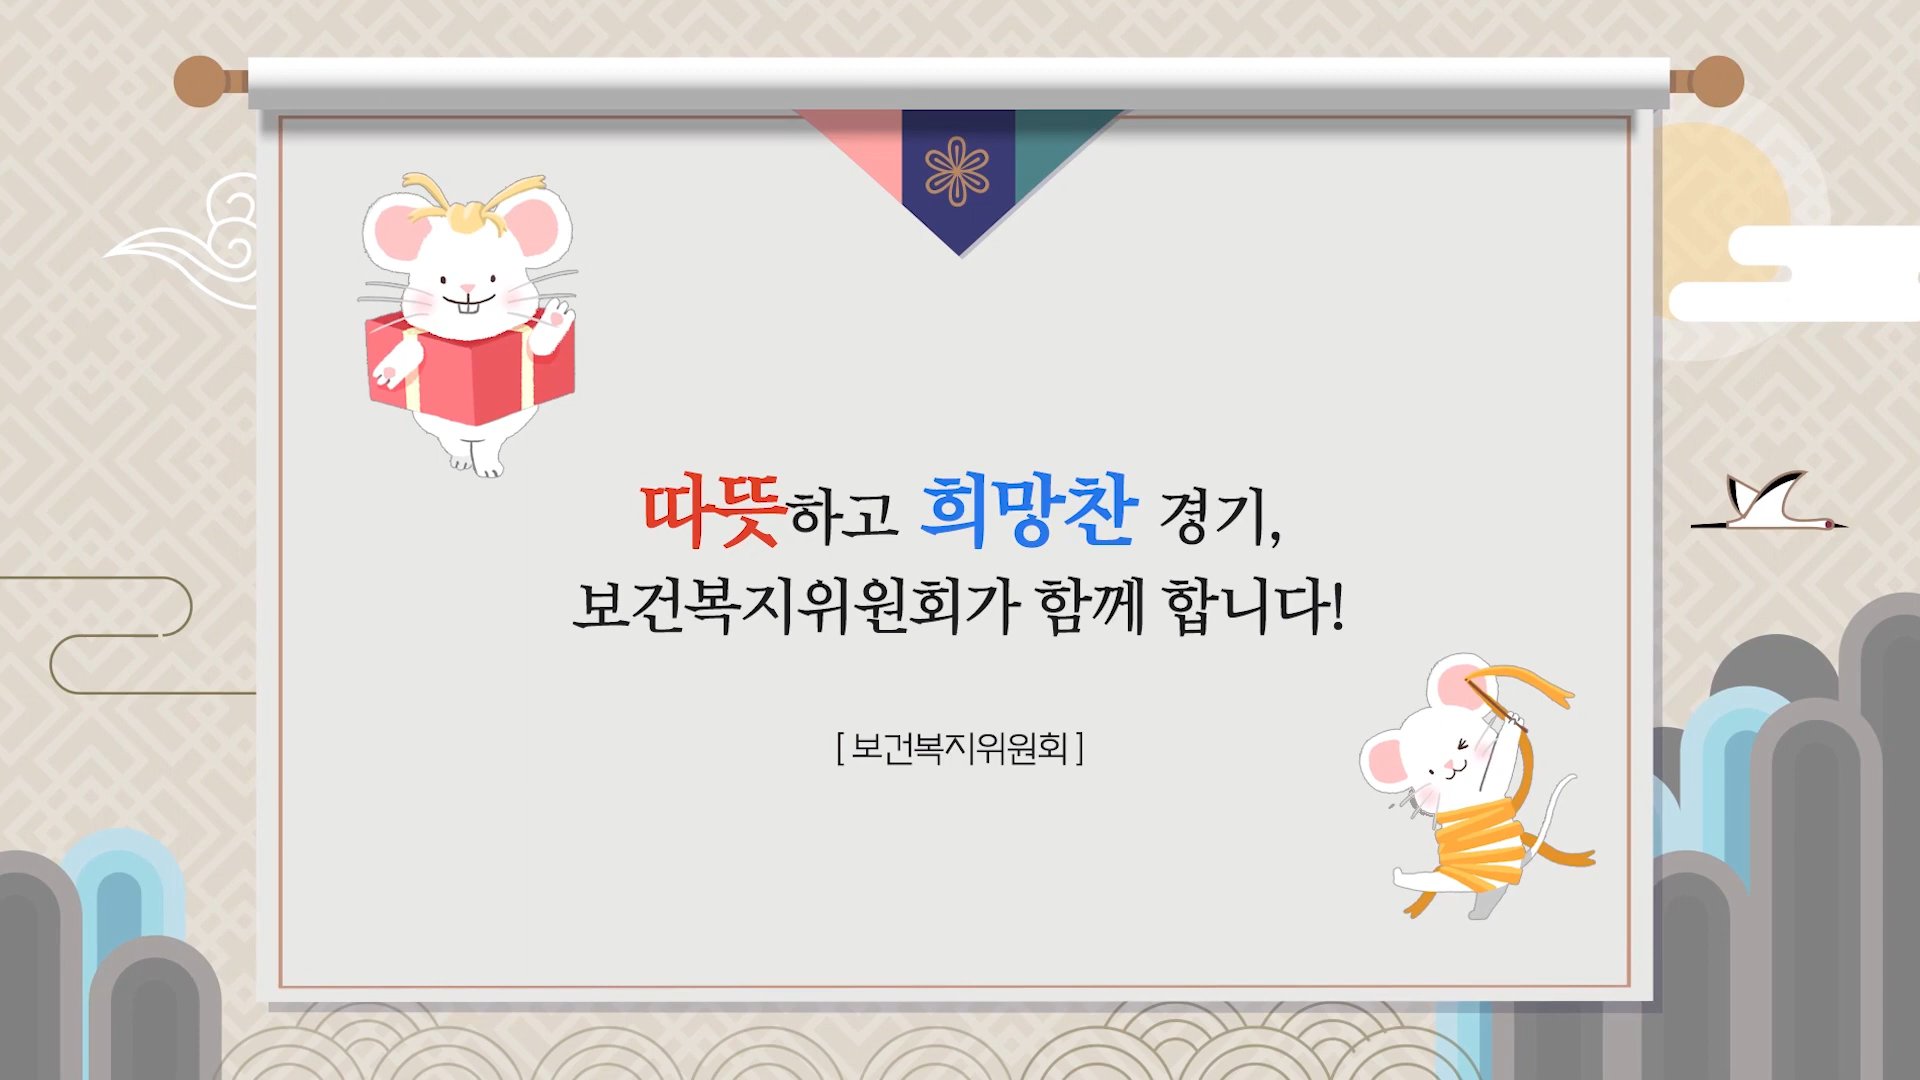 따뜻하고 희망찬 경기,
보건복지위원회가 함께 합니다!
[ 보건복지위원회 ]